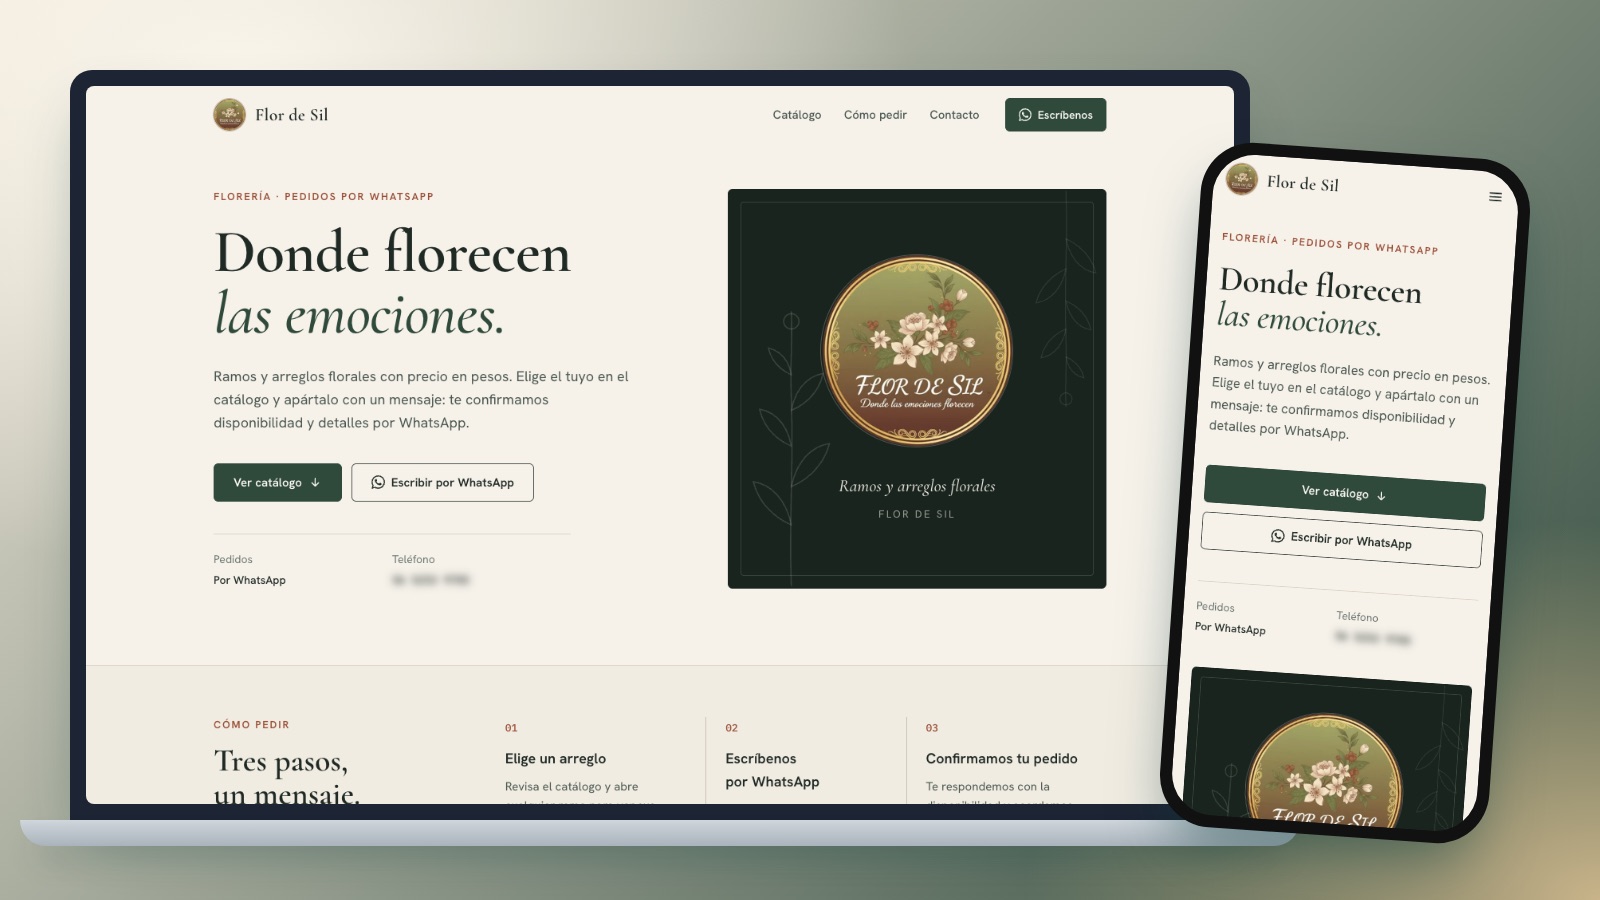 Flor de Sil
Catálogo Cómo pedir Contacto Escríbenos
FLORERÍA · PEDIDOS POR WHATSAPP
Donde florecen
las emociones.
Ramos y arreglos florales con precio en pesos. Elige el tuyo en el
catálogo y apártalo con un mensaje: te confirmamos
disponibilidad y detalles por WhatsApp.
Ver catálogo ↓ Escribir por WhatsApp
Pedidos Teléfono
Por WhatsApp
FLOR DE SIL
Donde las emociones florecen
Ramos y arreglos florales
FLOR DE SIL
CÓMO PEDIR
Tres pasos,
un mensaje.
01
Elige un arreglo
Revisa el catálogo y abre
02
Escríbenos
por WhatsApp
03
Confirmamos tu pedido
Te respondemos con la
Flor de Sil
FLORERÍA · PEDIDOS POR WHATSAPP
Donde florecen
las emociones.
Ramos y arreglos florales con precio en pesos.
Elige el tuyo en el catálogo y apártalo con un
mensaje: te confirmamos disponibilidad y
detalles por WhatsApp.
Ver catálogo ↓
Escribir por WhatsApp
Pedidos Teléfono
Por WhatsApp
FLOR DE SIL